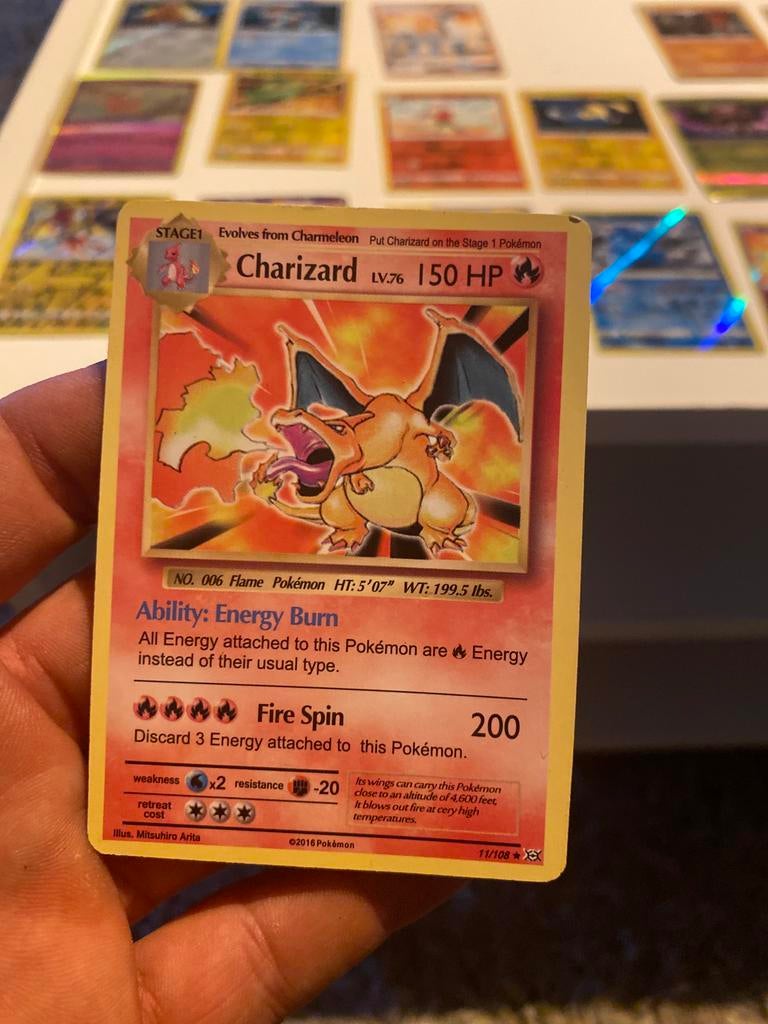 STAGE1 Evolves from Charmeleon Put Charizard on the Stage 1 Pokémon
Charizard LV.76 150 HP
NO. 006 Flame Pokémon HT: 5'07" WT: 199.5 lbs.
Ability: Energy Burn
All Energy attached to this Pokémon are Energy
instead of their usual type.
Fire Spin 200
Discard 3 Energy attached to this Pokémon.
weakness x2 resistance -20
retreat
cost
Its wings can carry this Pokémon
close to an altitude of 4,600 feet,
It blows out fire at cery high
temperatures.
Illus. Mitsuhiro Arita
©2016 Pokémon
11/108 ★